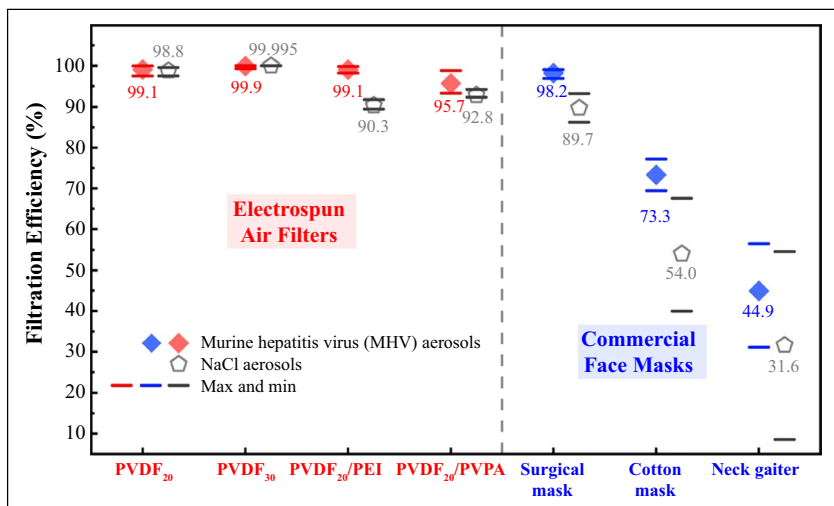 Filtration Efficiency (%)
100
90
80
70
60
50
40
30
20
10
98.8
99.1
99.995
99.9
99.1
90.3
95.7
92.8
98.2
89.7
73.3
54.0
44.9
31.6
Electrospun
Air Filters
Commercial
Face Masks
Murine hepatitis virus (MHV) aerosols
NaCl aerosols
Max and min
PVDF₂₀
PVDF₃₀
PVDF₂₀/PEI
PVDF₂₀/PVPA
Surgical
mask
Cotton
mask
Neck gaiter